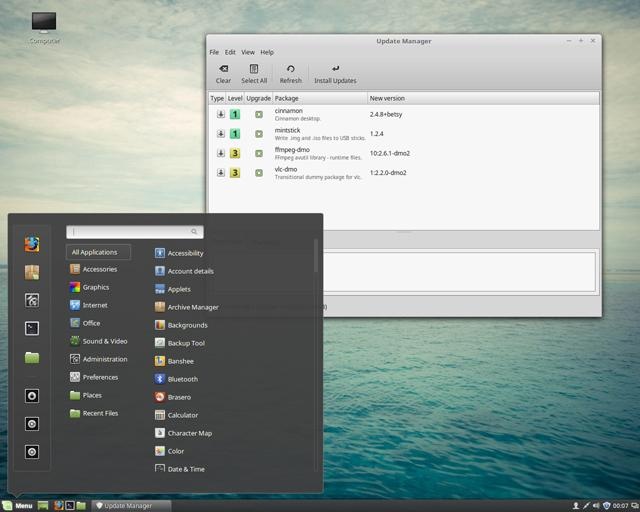 Computer
Update Manager
File Edit View Help
Clear Select All Refresh Install Updates
Type Level Upgrade Package New version
1 cinnamon 2.4.8+betsy
Cinnamon desktop.
1 mintstick 1.2.4
Write .img and .iso files to USB sticks.
3 ffmpeg-dmo 10:2.6.1-dmo2
FFmpeg avutil library - runtime files.
3 vlc-dmo 1:2.2.0-dmo2
Transitional dummy package for vlc.
All Applications
Accessories
Graphics
Internet
Office
Sound & Video
Administration
Preferences
Places
Recent Files
Accessibility
Account details
Applets
Archive Manager
Backgrounds
Backup Tool
Banshee
Bluetooth
Brasero
Calculator
Character Map
Color
Date & Time
Menu Update Manager 00:07